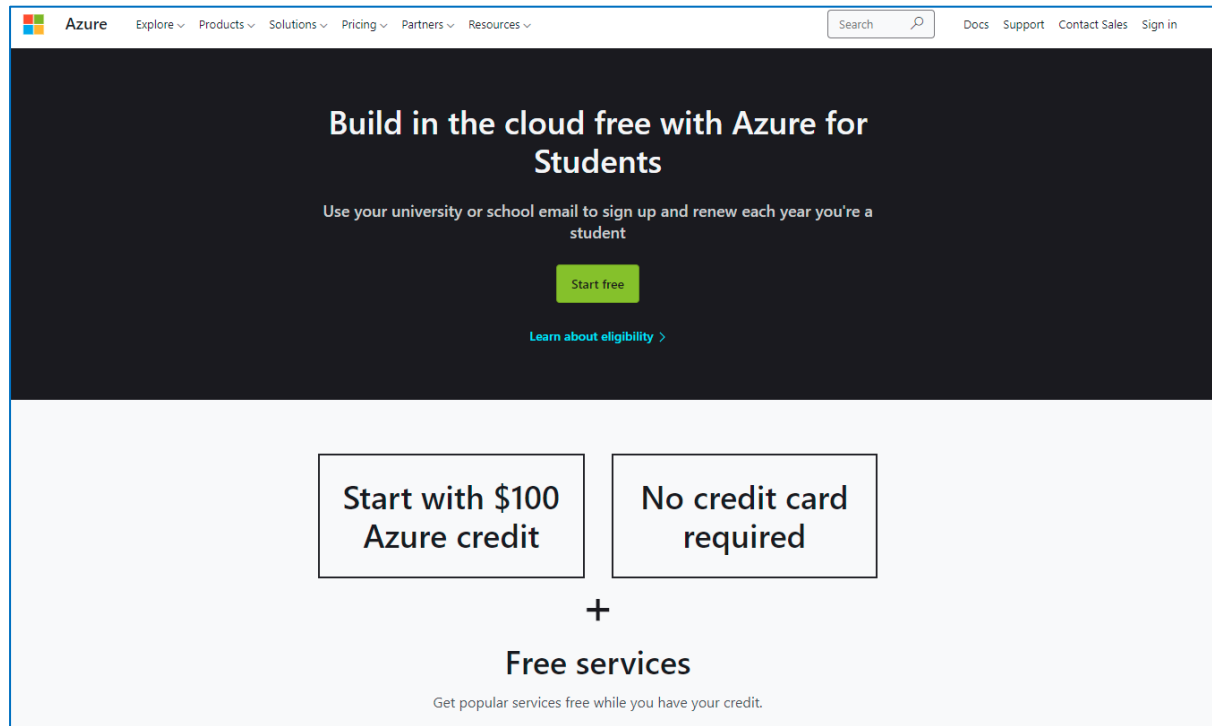 Azure Explore Products Solutions Pricing Partners Resources Search Docs Support Contact Sales Sign in
Build in the cloud free with Azure for
Students
Use your university or school email to sign up and renew each year you're a
student
Start free
Learn about eligibility
Start with $100
Azure credit
No credit card
required
+
Free services
Get popular services free while you have your credit.